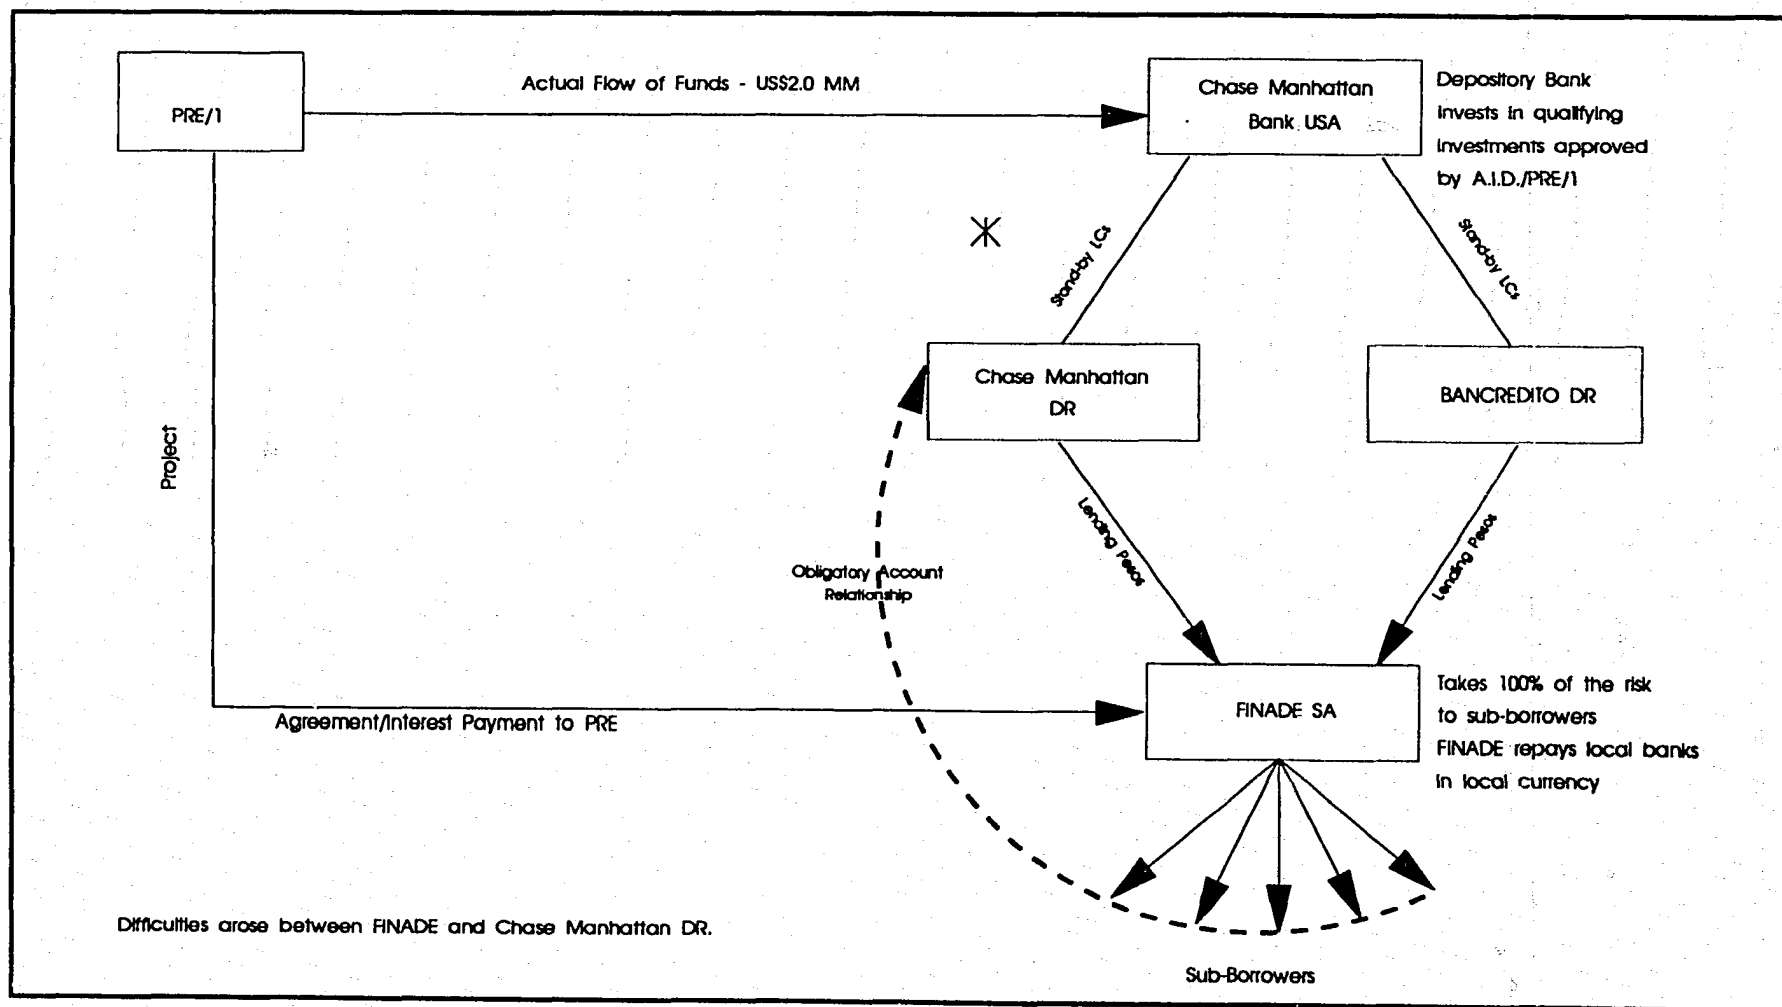 Actual Flow of Funds - US$2.0 MM
PRE/1
Chase Manhattan
Bank USA
Depository Bank
invests in qualifying
investments approved
by A.I.D./PRE/1
Stand-by LCs
Stand-by LCs
Chase Manhattan
DR
BANCREDITO DR
Project
Lending Pesos
Lending Pesos
Obligatory Account
Relationship
Agreement/Interest Payment to PRE
FINADE SA
Takes 100% of the risk
to sub-borrowers
FINADE repays local banks
in local currency
Difficulties arose between FINADE and Chase Manhattan DR.
Sub-Borrowers